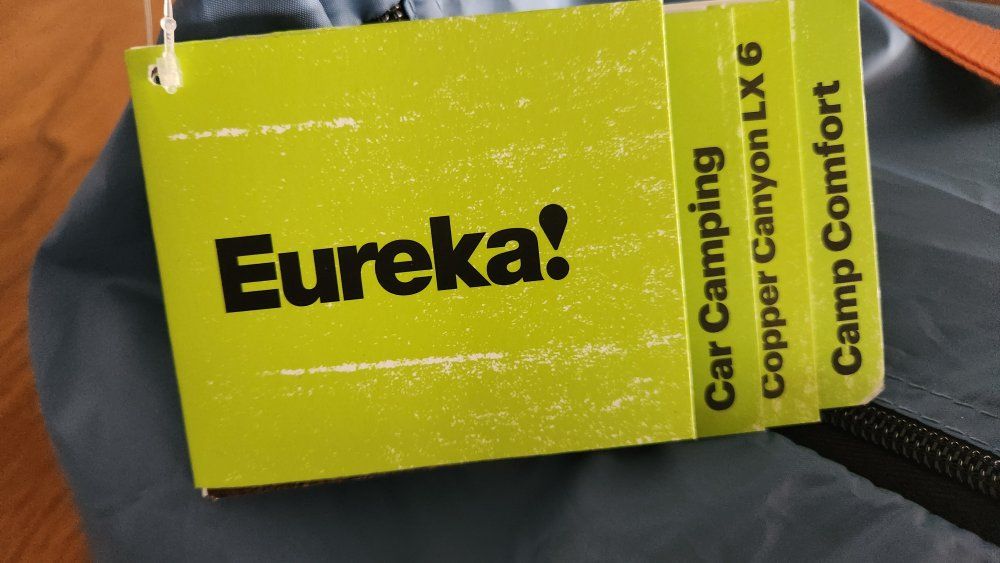 Eureka!
Car Camping
Copper Canyon LX 6
Camp Comfort